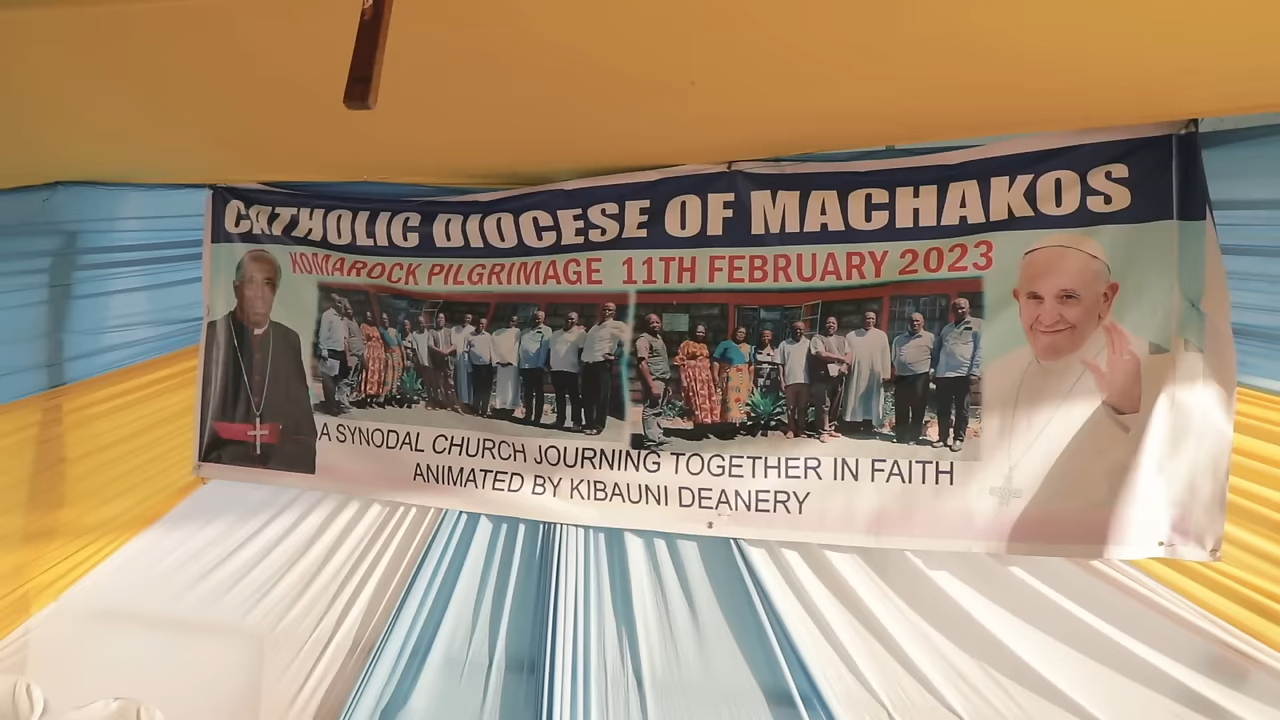 CATHOLIC DIOCESE OF MACHAKOS
KOMAROCK PILGRIMAGE 11TH FEBRUARY 2023
A SYNODAL CHURCH JOURNING TOGETHER IN FAITH
ANIMATED BY KIBAUNI DEANERY